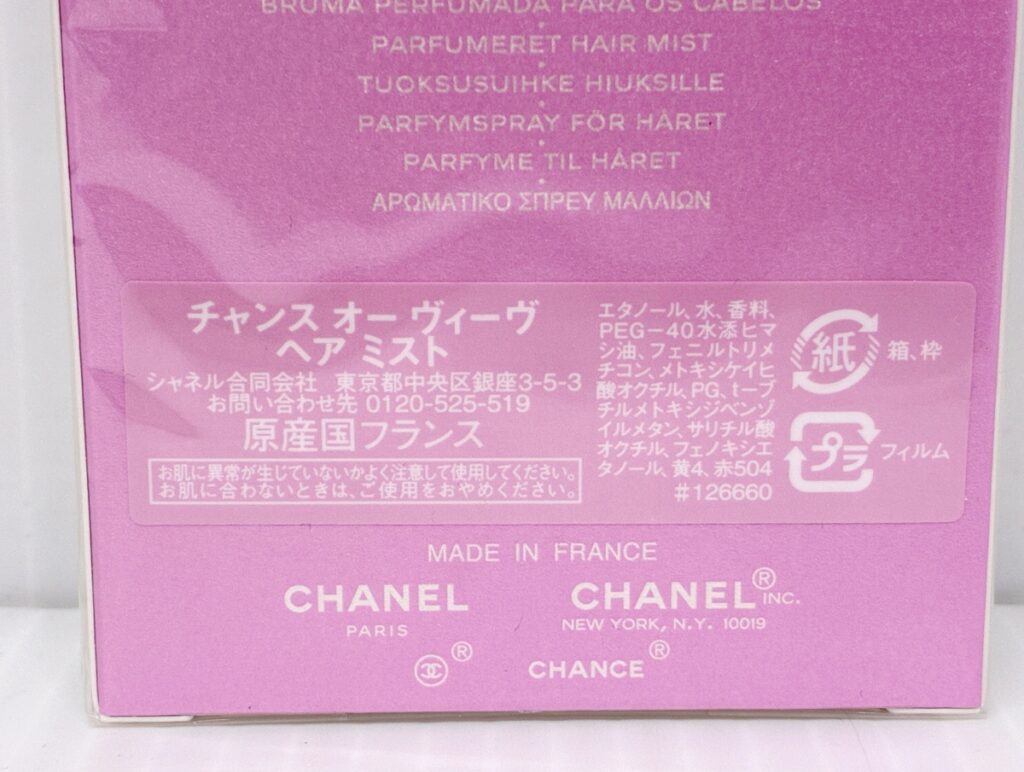 BRUMA PERFUMADA PARA OS CABELOS
PARFUMERET HAIR MIST
TUOKSUSUIHKE HIUKSILLE
PARFYMSPRAY FÖR HÅRET
PARFYME TIL HÅRET
ΑΡΩΜΑΤΙΚΟ ΣΠΡΕΥ ΜΑΛΛΙΩΝ
チャンス オー ヴィーヴ
ヘア ミスト
シャネル合同会社 東京都中央区銀座3-5-3
お問い合わせ先 0120-525-519
原産国フランス
お肌に異常が生じていないかよく注意して使用してください。
お肌に合わないときは、ご使用をおやめください。
エタノール、水、香料、
PEG-40水添ヒマ
シ油、フェニルトリメ
チコン、メトキシケイヒ
酸オクチル、PG、t-ブ
チルメトキシジベンゾ
イルメタン、サリチル酸
オクチル、フェノキシエ
タノール、黄4、赤504
#126660
紙 箱、枠
プラ フィルム
MADE IN FRANCE
CHANEL
PARIS
CHANEL® INC.
NEW YORK, N.Y. 10019
®
CHANCE®